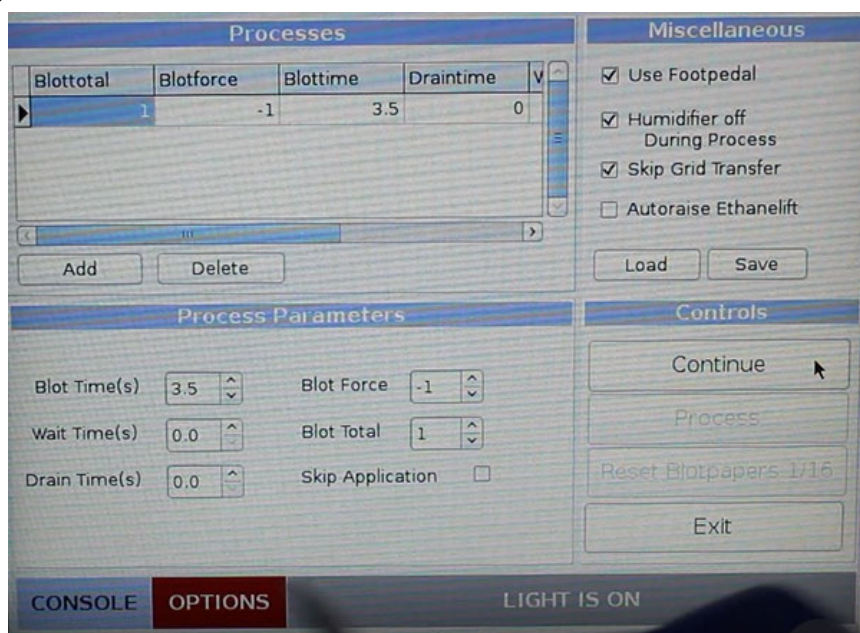 Processes
Blottotal Blotforce Blottime Draintime
1 -1 3.5 0
Add Delete
Miscellaneous
Use Footpedal
Humidifier off
During Process
Skip Grid Transfer
Autoraise Ethanelift
Load Save
Process Parameters
Blot Time(s) 3.5 Blot Force -1
Wait Time(s) 0.0 Blot Total 1
Drain Time(s) 0.0 Skip Application
Controls
Continue
Process
Reset Blotpapers 1/16
Exit
CONSOLE OPTIONS LIGHT IS ON